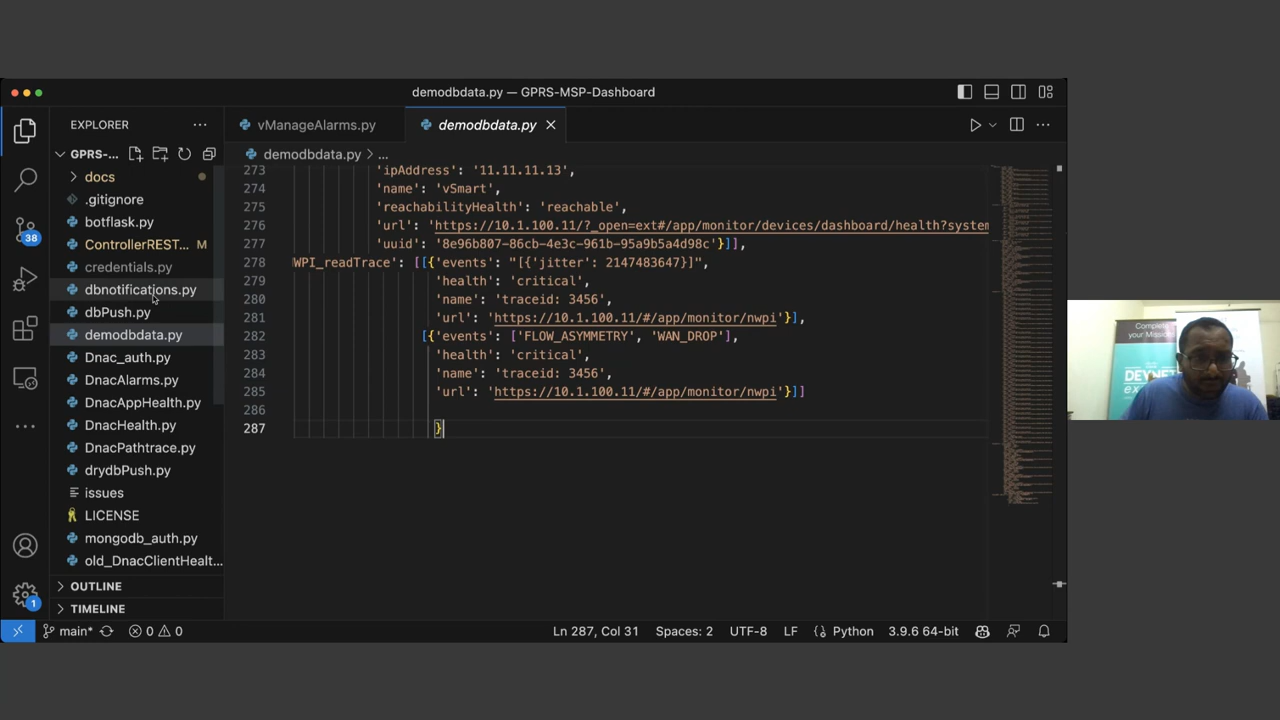 demodbdata.py — GPRS-MSP-Dashboard
EXPLORER
GPRS-...
docs
.gitignore
botflask.py
ControllerREST... M
credentials.py
dbnotifications.py
dbPush.py
demodbdata.py
Dnac_auth.py
DnacAlarms.py
DnacAppHealth.py
DnacHealth.py
DnacPathtrace.py
drydbPush.py
issues
LICENSE
mongodb_auth.py
old_DnacClientHealt...
OUTLINE
TIMELINE
38
1
vManageAlarms.py
demodbdata.py
demodbdata.py > ...
273 'ipAddress': '11.11.11.13',
274 'name': 'vSmart',
275 'reachabilityHealth': 'reachable',
276 'url': 'https://10.1.100.11/?_open=ext#/app/monitor/devices/dashboard/health?system
277 'uuid': '8e96b807-86cb-4e3c-961b-95a9b5a4d98c'}]],
278 WPI_readTrace': [[{'events': "[{'jitter': 2147483647}]",
279 'health': 'critical',
280 'name': 'traceid: 3456',
281 'url': 'https://10.1.100.11/#/app/monitor/nwpi'}],
282 [{'events': ['FLOW_ASYMMETRY', 'WAN_DROP'],
283 'health': 'critical',
284 'name': 'traceid: 3456',
285 'url': 'https://10.1.100.11/#/app/monitor/nwpi'}]]
286
287 }
main* 0 0
Ln 287, Col 31 Spaces: 2 UTF-8 LF {} Python 3.9.6 64-bit
Complete
your Mission
DEVNET